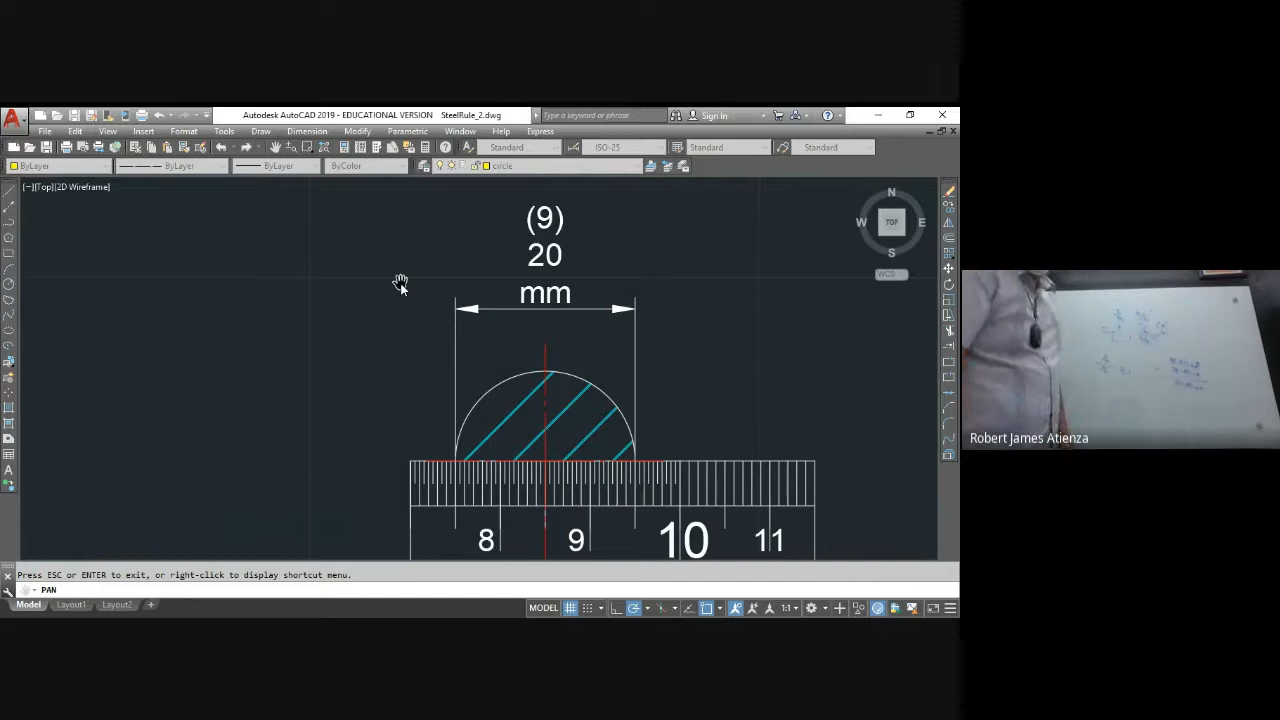 Autodesk AutoCAD 2019 - EDUCATIONAL VERSION SteelRule_2.dwg
Type a keyword or phrase
Sign In
File Edit View Insert Format Tools Draw Dimension Modify Parametric Window Help Express
Standard ISO-25 Standard Standard
ByLayer ByLayer ByLayer ByColor circle
[−][Top][2D Wireframe]
N
W TOP E
S
WCS
(9)
20
mm
8 9 10 11
Press ESC or ENTER to exit, or right-click to display shortcut menu.
PAN
Model Layout1 Layout2 +
MODEL 1:1
Robert James Atienza